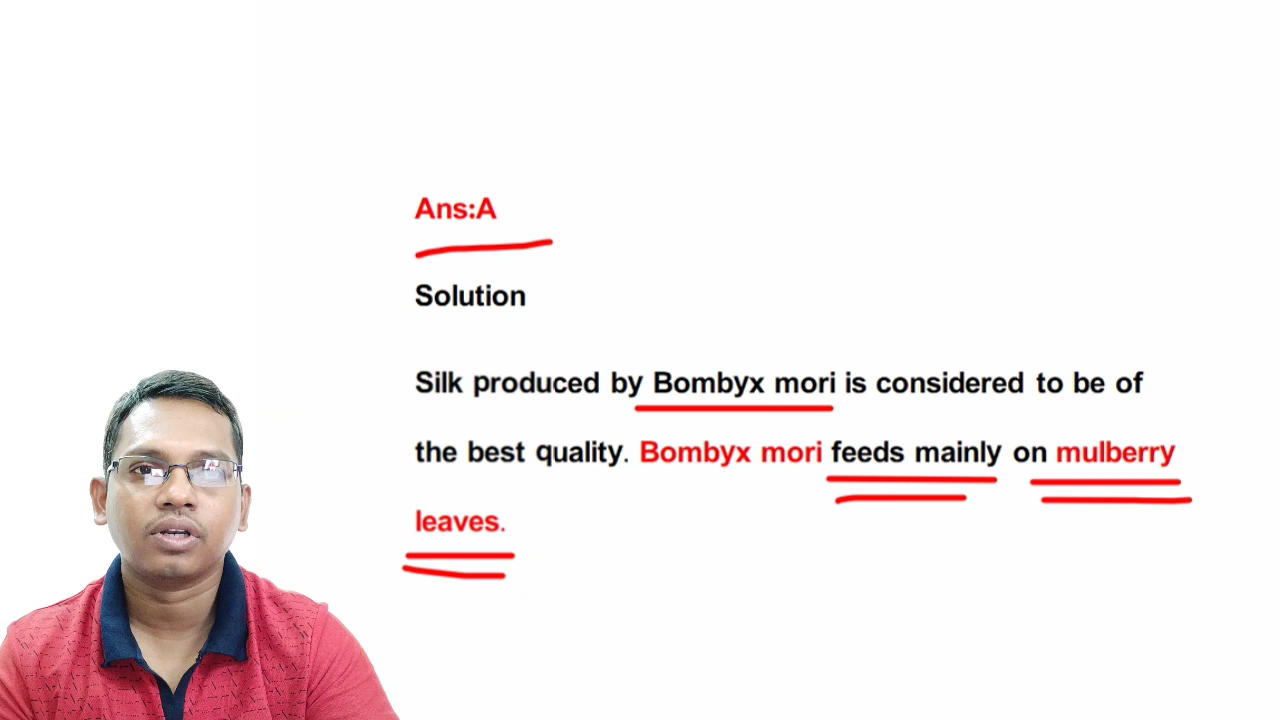 Ans:A
Solution
Silk produced by Bombyx mori is considered to be of
the best quality. Bombyx mori feeds mainly on mulberry
leaves.